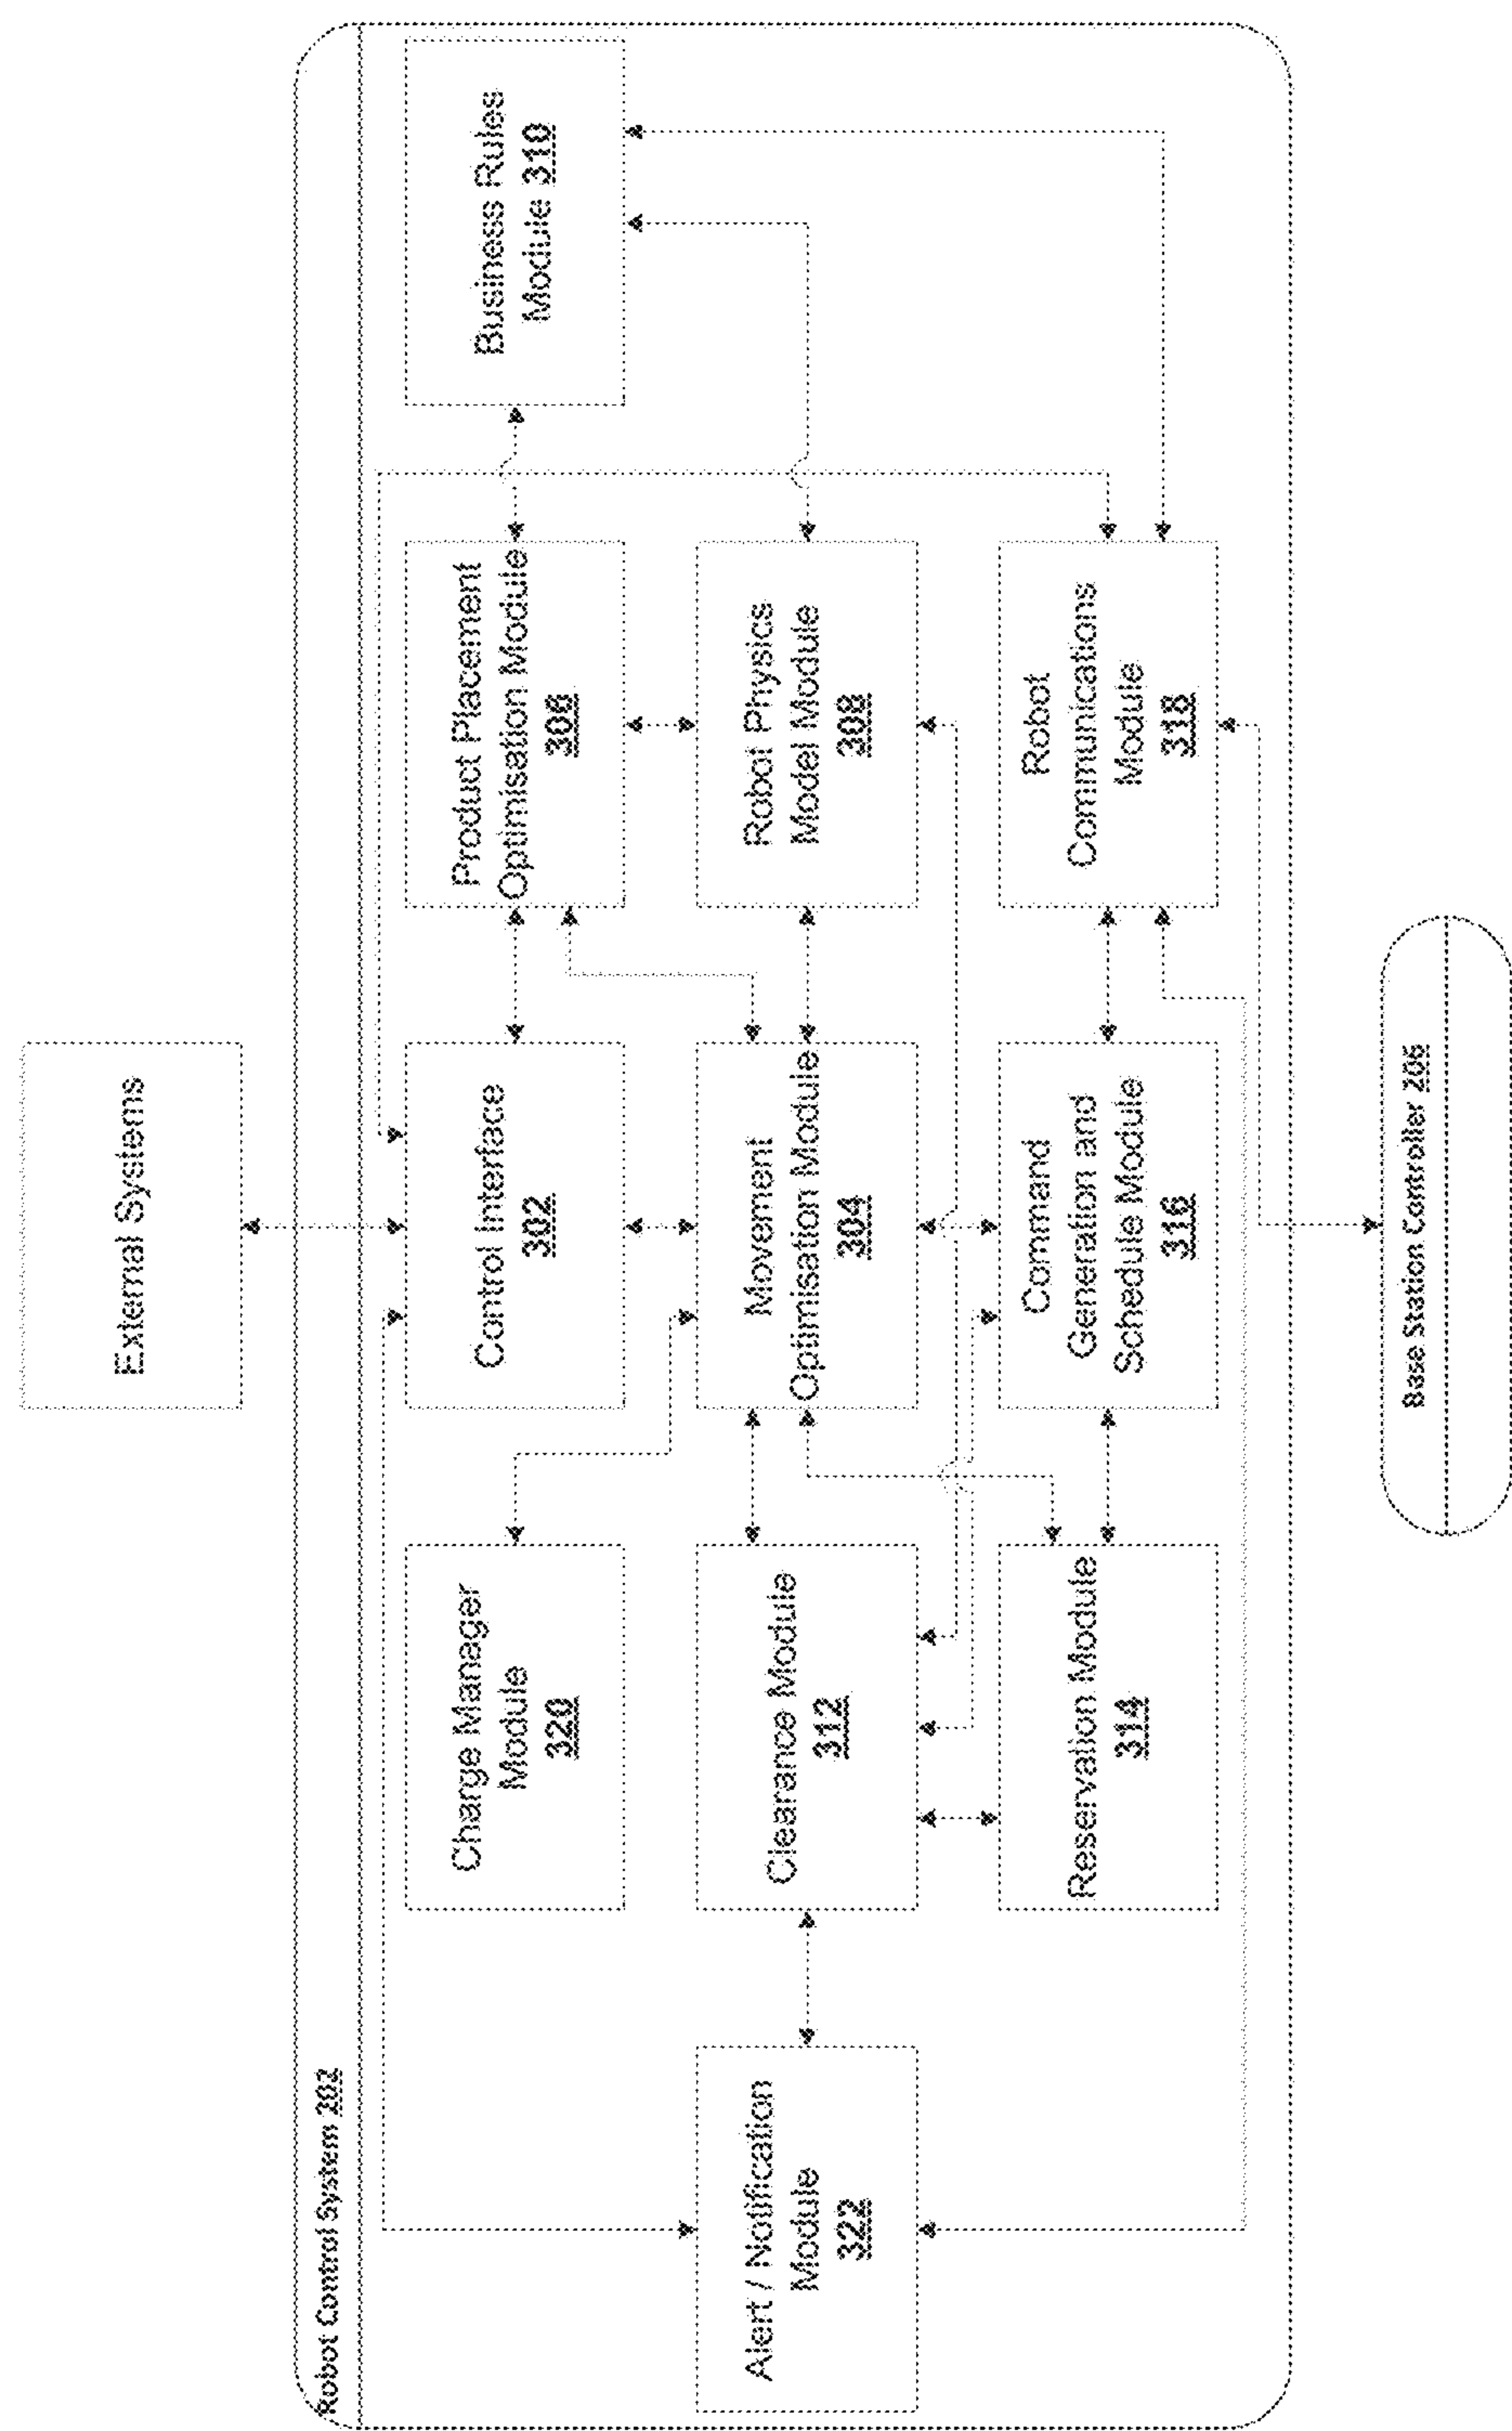 External Systems
Robot Control System 202
Charge Manager
Module
320
Control Interface
302
Product Placement
Optimisation Module
306
Business Rules
Module 310
Alert / Notification
Module
322
Clearance Module
312
Movement
Optimisation Module
304
Robot Physics
Model Module
308
Reservation Module
314
Command
Generation and
Schedule Module
316
Robot
Communications
Module
318
Base Station Controller 206